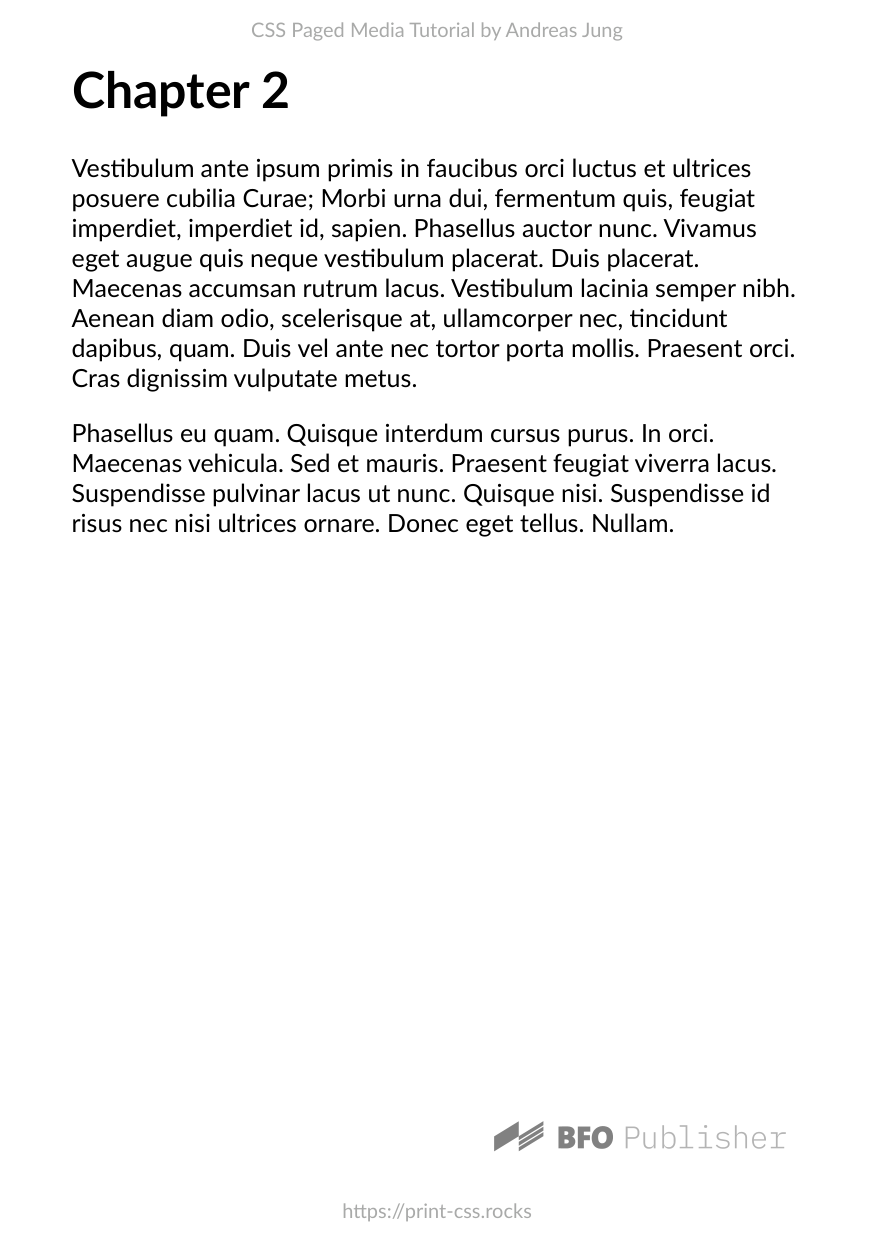 CSS Paged Media Tutorial by Andreas Jung
Chapter 2
Vestibulum ante ipsum primis in faucibus orci luctus et ultrices
posuere cubilia Curae; Morbi urna dui, fermentum quis, feugiat
imperdiet, imperdiet id, sapien. Phasellus auctor nunc. Vivamus
eget augue quis neque vestibulum placerat. Duis placerat.
Maecenas accumsan rutrum lacus. Vestibulum lacinia semper nibh.
Aenean diam odio, scelerisque at, ullamcorper nec, tincidunt
dapibus, quam. Duis vel ante nec tortor porta mollis. Praesent orci.
Cras dignissim vulputate metus.
Phasellus eu quam. Quisque interdum cursus purus. In orci.
Maecenas vehicula. Sed et mauris. Praesent feugiat viverra lacus.
Suspendisse pulvinar lacus ut nunc. Quisque nisi. Suspendisse id
risus nec nisi ultrices ornare. Donec eget tellus. Nullam.
BFO Publisher
https://print-css.rocks